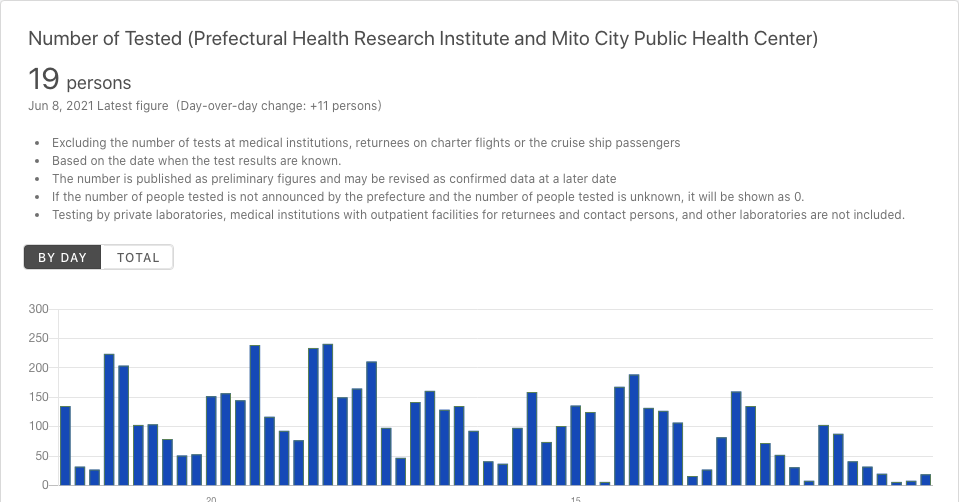 Number of Tested (Prefectural Health Research Institute and Mito City Public Health Center)
19 persons
Jun 8, 2021 Latest figure (Day-over-day change: +11 persons)
• Excluding the number of tests at medical institutions, returnees on charter flights or the cruise ship passengers
• Based on the date when the test results are known.
• The number is published as preliminary figures and may be revised as confirmed data at a later date
• If the number of people tested is not announced by the prefecture and the number of people tested is unknown, it will be shown as 0.
• Testing by private laboratories, medical institutions with outpatient facilities for returnees and contact persons, and other laboratories are not included.
BY DAY TOTAL
300
250
200
150
100
50
0
20 15